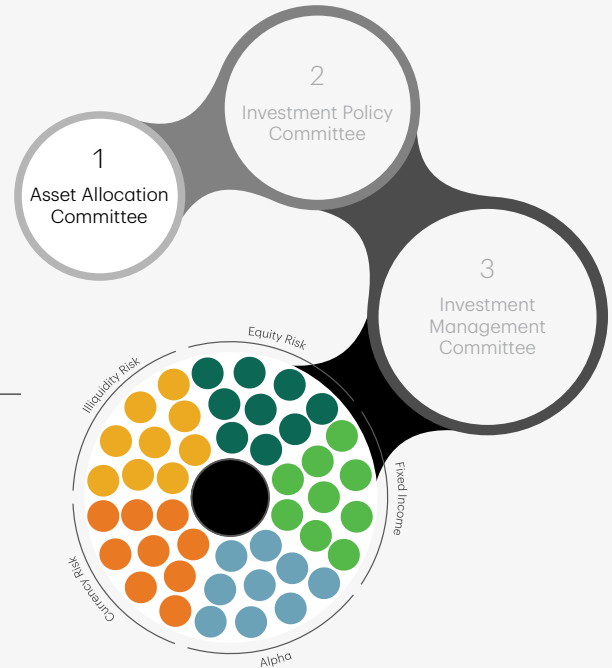 1
Asset Allocation
Committee
2
Investment Policy
Committee
3
Investment
Management
Committee
Equity Risk
Illiquidity Risk
Fixed Income
Currency Risk
Alpha